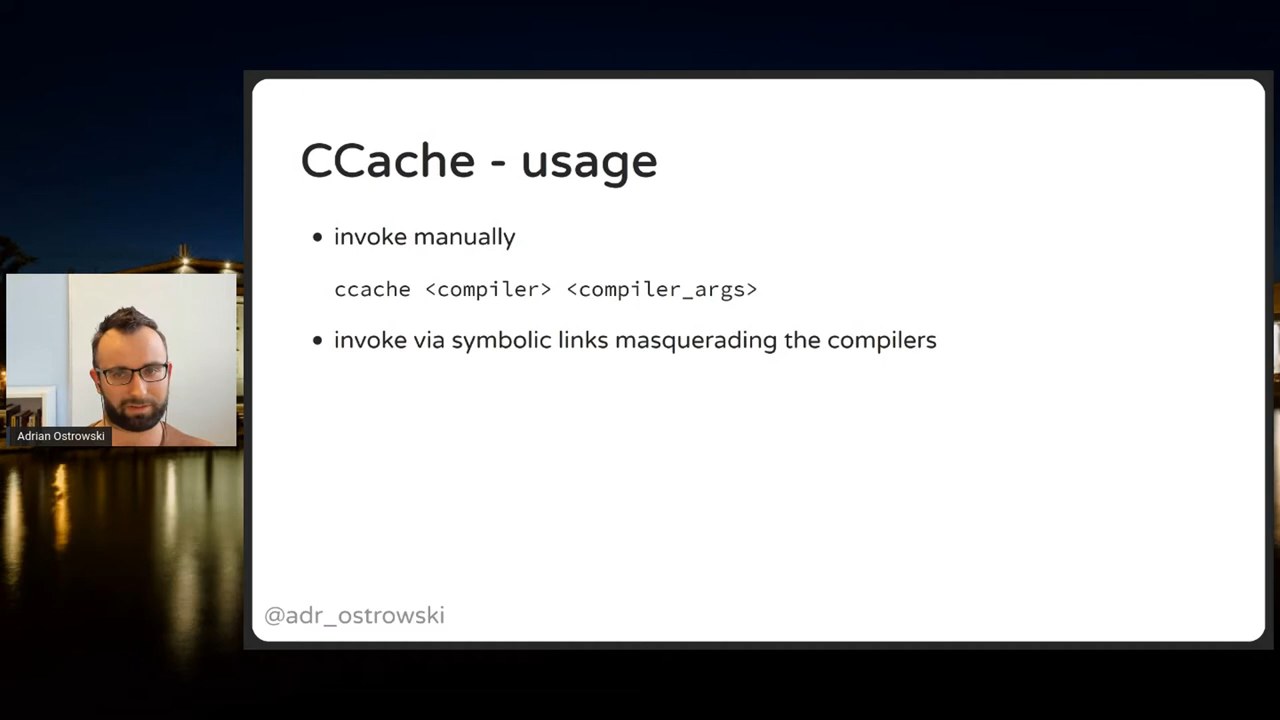 CCache - usage
• invoke manually
ccache <compiler> <compiler_args>
• invoke via symbolic links masquerading the compilers
Adrian Ostrowski
@adr_ostrowski